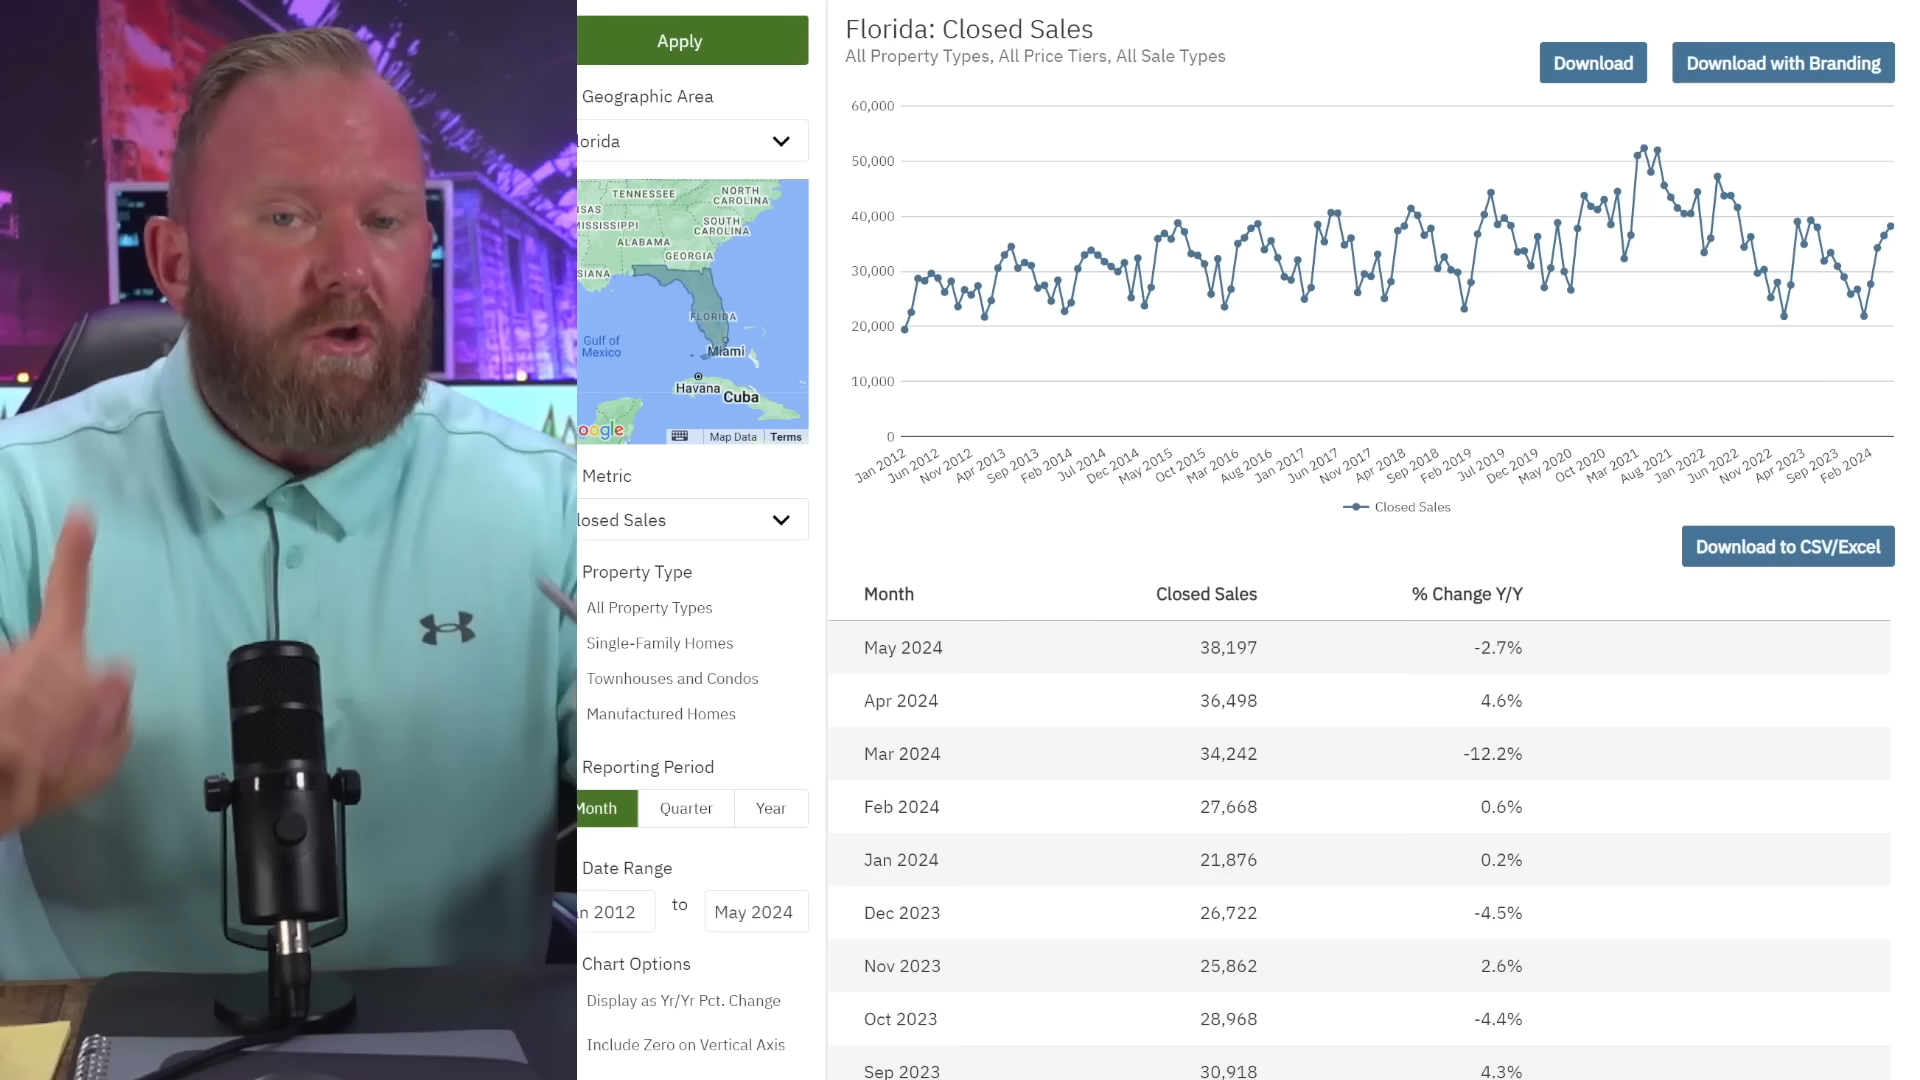 Apply
Geographic Area
lorida
TENNESSEE
NORTH
CAROLINA
SAS
MISSISSIPPI
SOUTH
CAROLINA
ALABAMA
GEORGIA
SIANA
FLORIDA
Gulf of
Mexico
Miami
Havana
Cuba
oogle
Map Data
Terms
Metric
losed Sales
Property Type
All Property Types
Single-Family Homes
Townhouses and Condos
Manufactured Homes
Reporting Period
Month Quarter Year
Date Range
n 2012 to May 2024
Chart Options
Display as Yr/Yr Pct. Change
Include Zero on Vertical Axis
Florida: Closed Sales
All Property Types, All Price Tiers, All Sale Types
Download
Download with Branding
60,000
50,000
40,000
30,000
20,000
10,000
0
Jan 2012
Jun 2012
Nov 2012
Apr 2013
Sep 2013
Feb 2014
Jul 2014
Dec 2014
May 2015
Oct 2015
Mar 2016
Aug 2016
Jan 2017
Jun 2017
Nov 2017
Apr 2018
Sep 2018
Feb 2019
Jul 2019
Dec 2019
May 2020
Oct 2020
Mar 2021
Aug 2021
Jan 2022
Jun 2022
Nov 2022
Apr 2023
Sep 2023
Feb 2024
Closed Sales
Download to CSV/Excel
Month Closed Sales % Change Y/Y
May 2024 38,197 -2.7%
Apr 2024 36,498 4.6%
Mar 2024 34,242 -12.2%
Feb 2024 27,668 0.6%
Jan 2024 21,876 0.2%
Dec 2023 26,722 -4.5%
Nov 2023 25,862 2.6%
Oct 2023 28,968 -4.4%
Sep 2023 30,918 4.3%